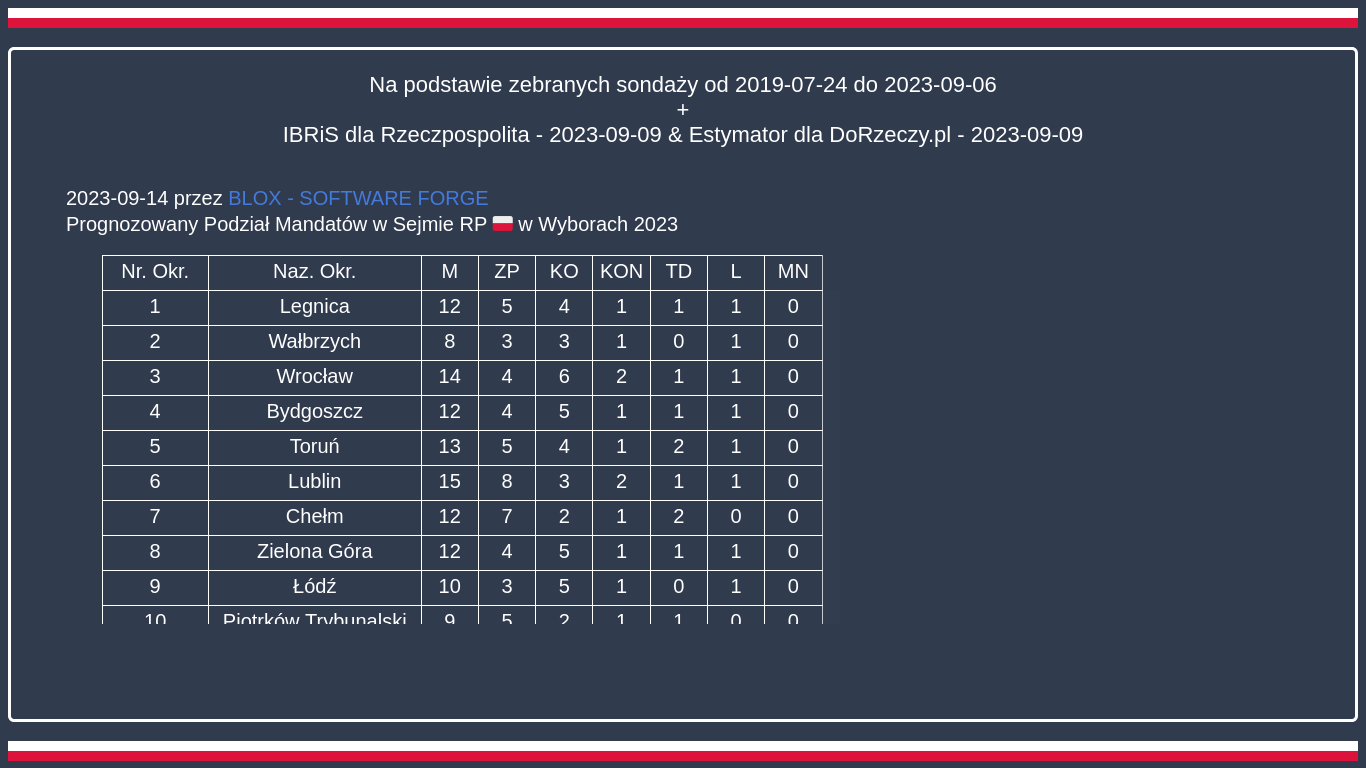 Na podstawie zebranych sondaży od 2019-07-24 do 2023-09-06
+
IBRiS dla Rzeczpospolita - 2023-09-09 & Estymator dla DoRzeczy.pl - 2023-09-09
2023-09-14 przez BLOX - SOFTWARE FORGE
Prognozowany Podział Mandatów w Sejmie RP w Wyborach 2023
Nr. Okr. Naz. Okr. M ZP KO KON TD L MN
1 Legnica 12 5 4 1 1 1 0
2 Wałbrzych 8 3 3 1 0 1 0
3 Wrocław 14 4 6 2 1 1 0
4 Bydgoszcz 12 4 5 1 1 1 0
5 Toruń 13 5 4 1 2 1 0
6 Lublin 15 8 3 2 1 1 0
7 Chełm 12 7 2 1 2 0 0
8 Zielona Góra 12 4 5 1 1 1 0
9 Łódź 10 3 5 1 0 1 0
10 Piotrków Trybunalski 9 5 2 1 1 0 0